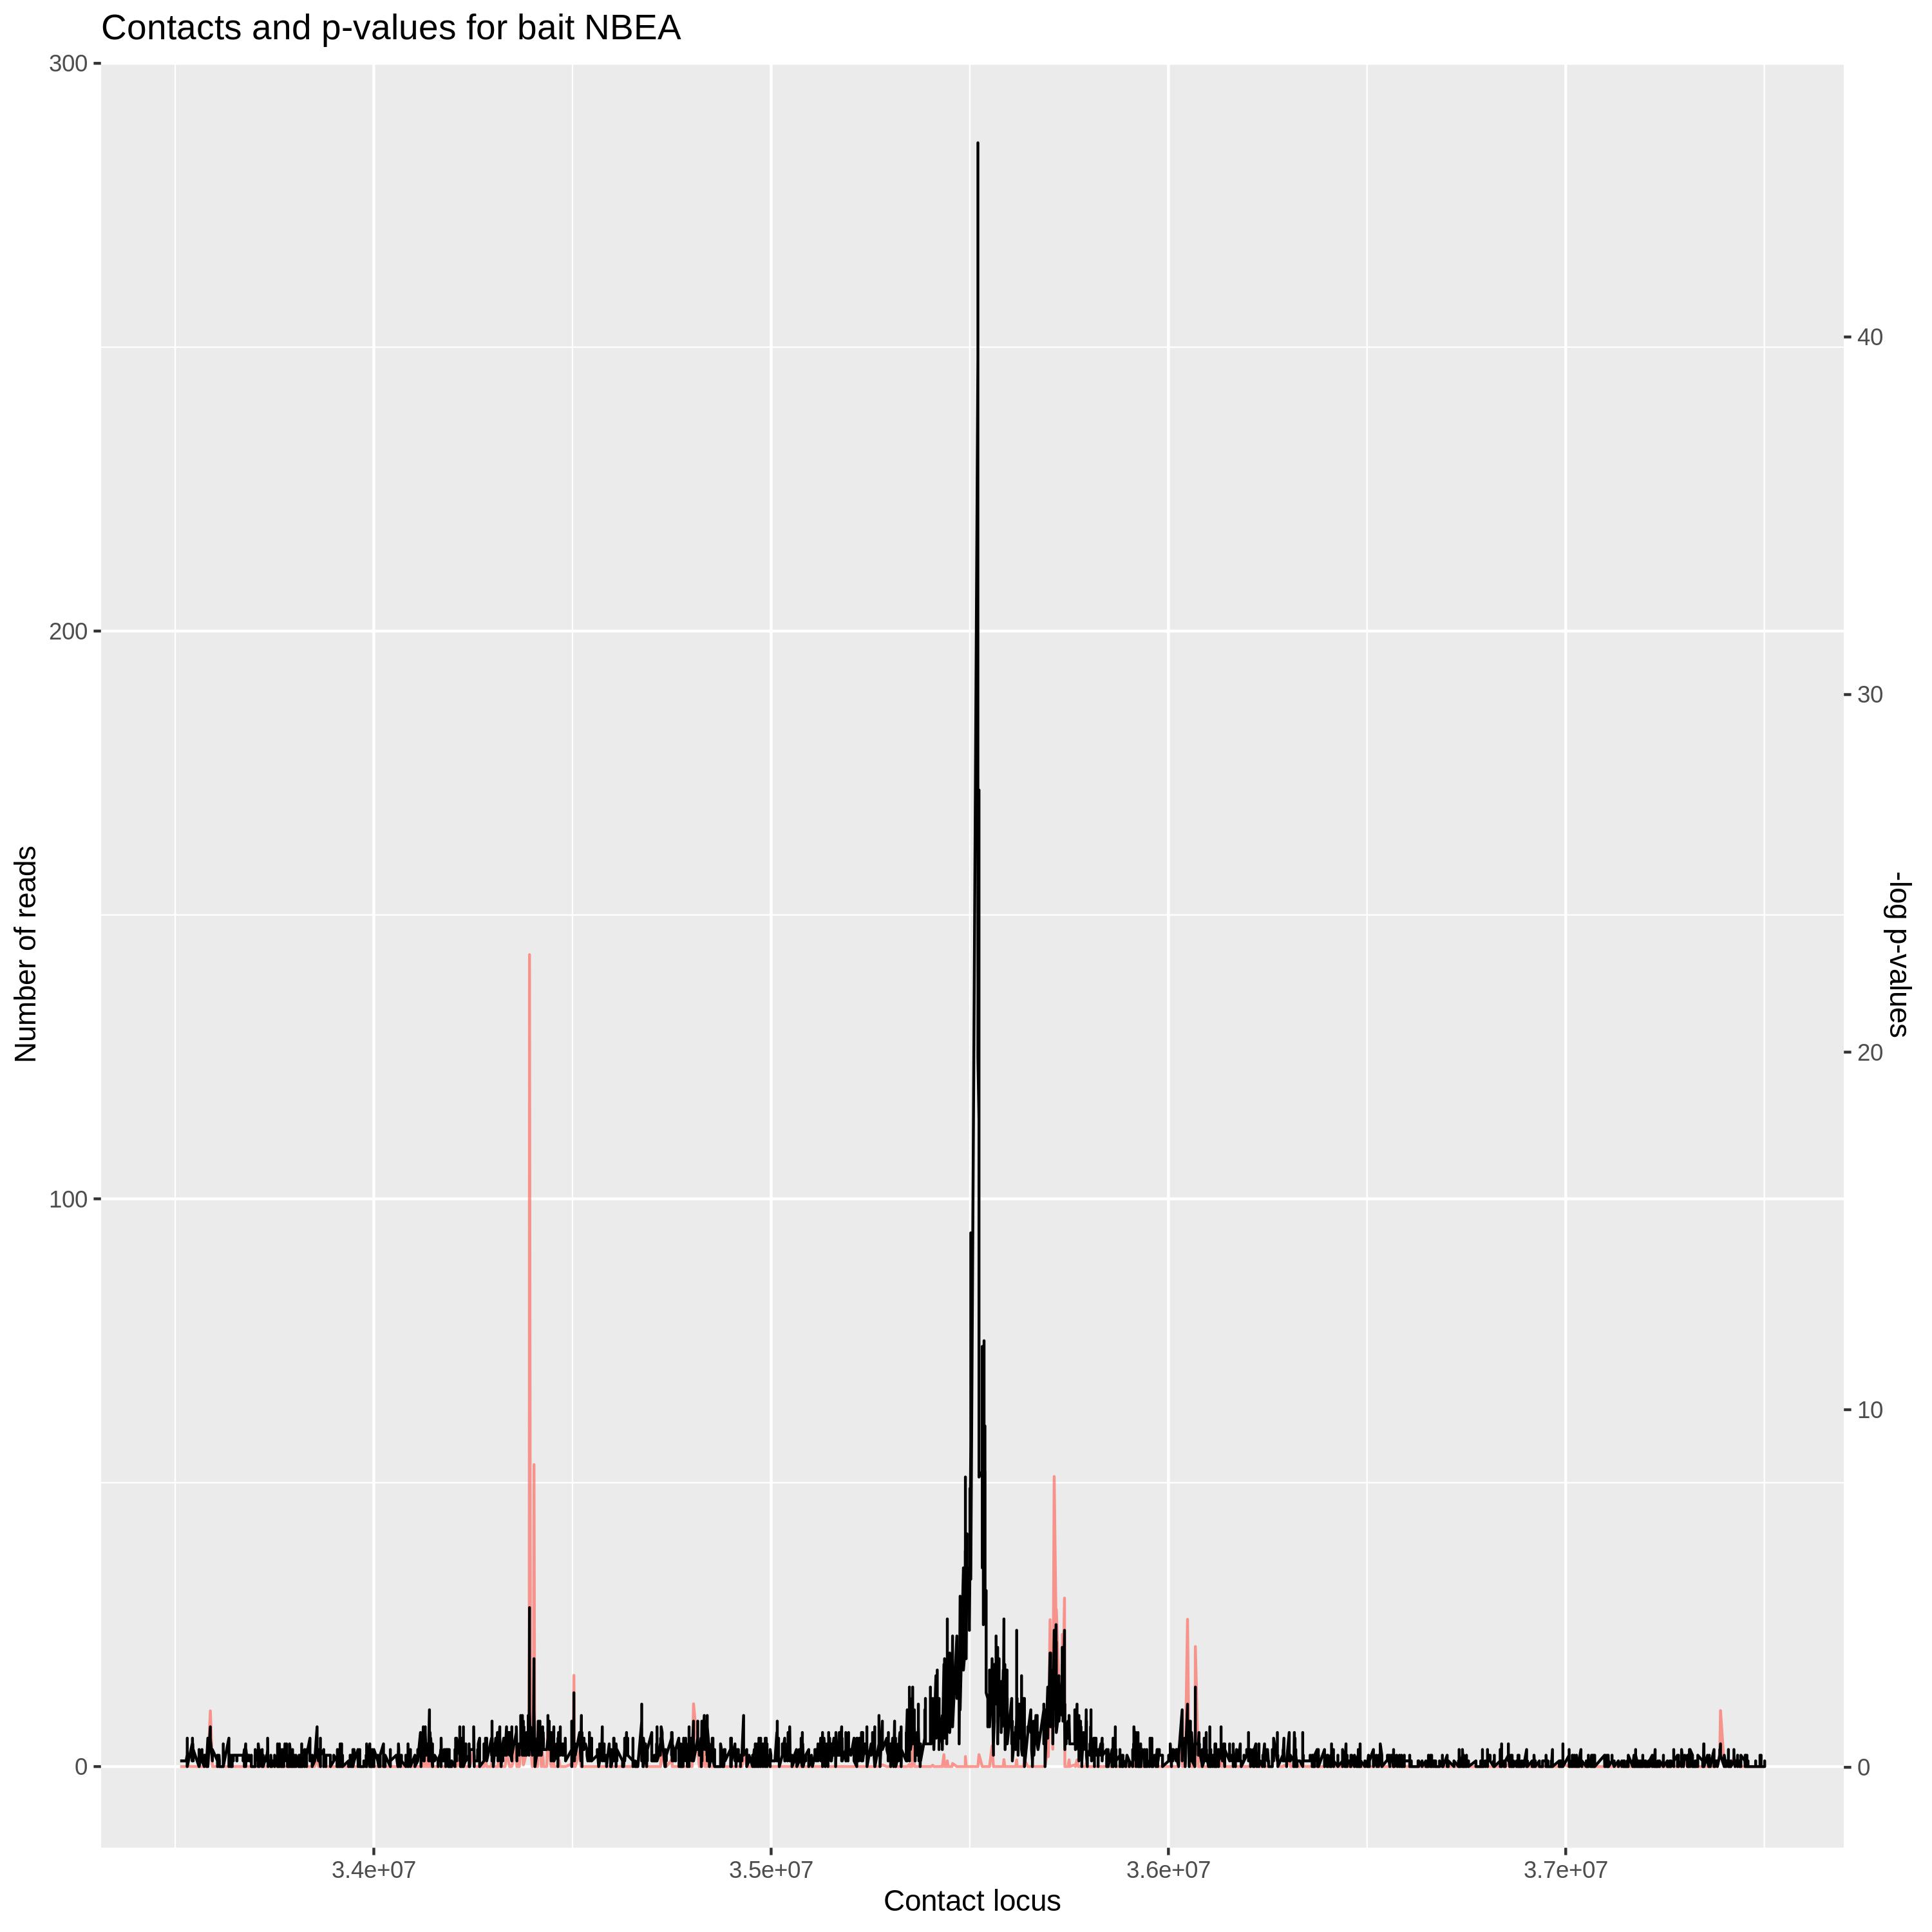 Contacts and p-values for bait NBEA
300
200
100
0
Number of reads
40
30
20
10
0
-log p-values
3.4e+07
3.5e+07
3.6e+07
3.7e+07
Contact locus